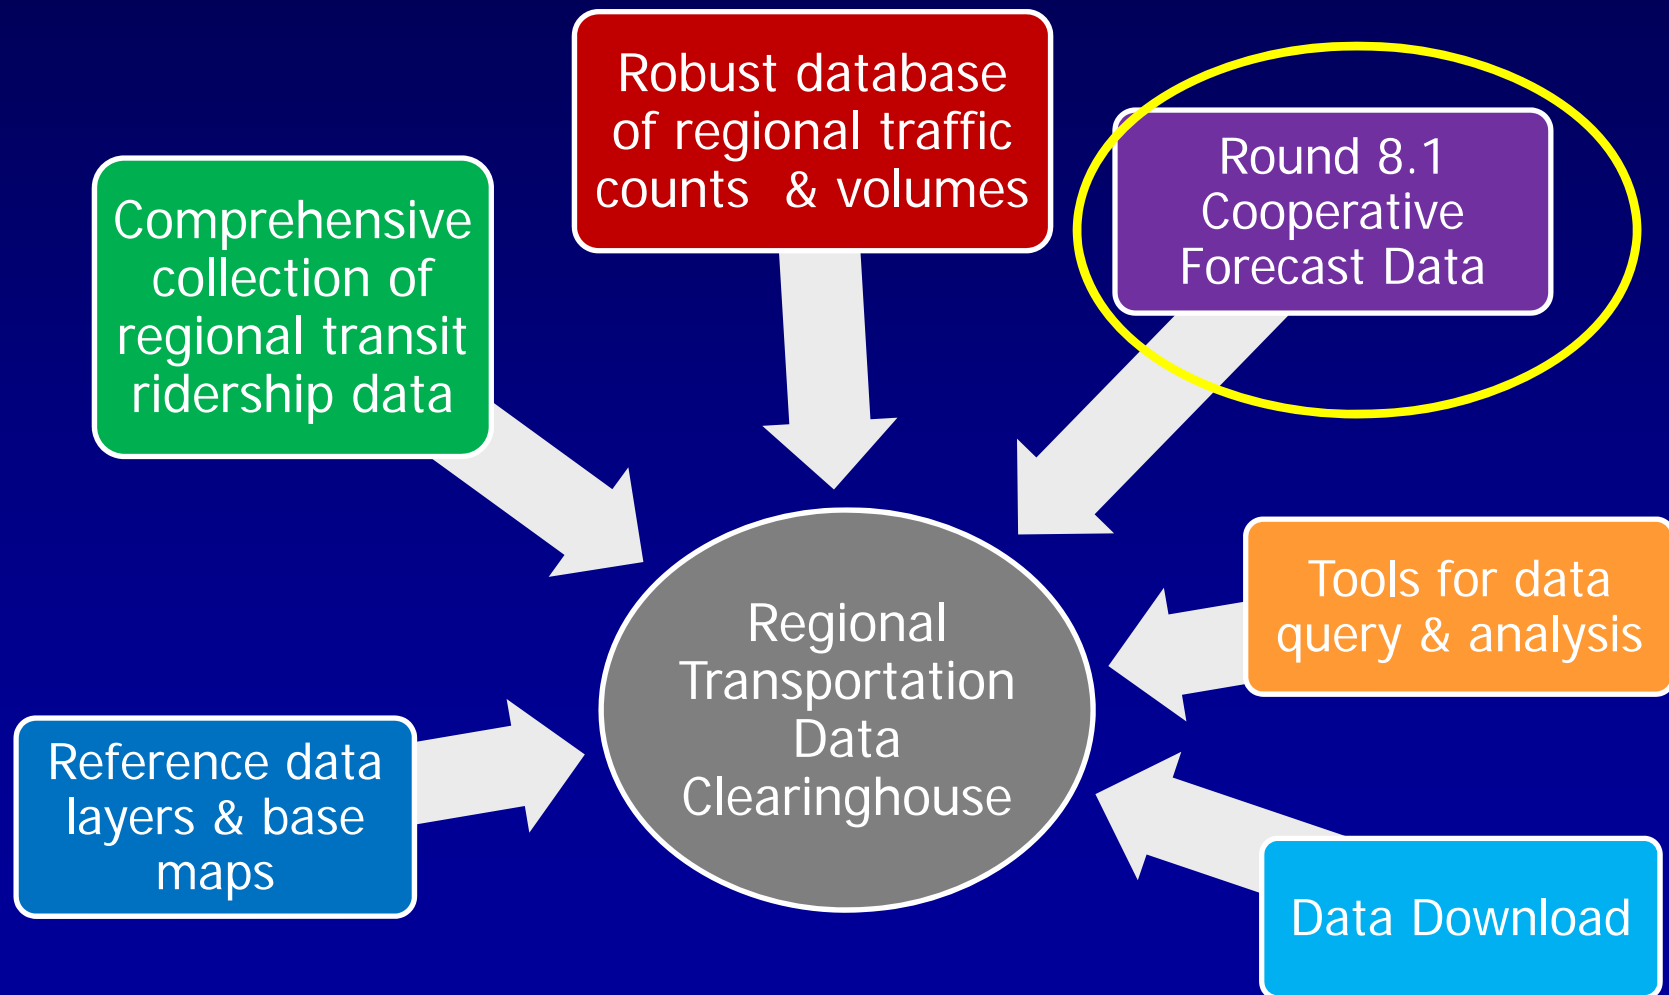 Robust database
of regional traffic
counts & volumes
Round 8.1
Cooperative
Forecast Data
Comprehensive
collection of
regional transit
ridership data
Tools for data
query & analysis
Regional
Transportation
Data
Clearinghouse
Reference data
layers & base
maps
Data Download